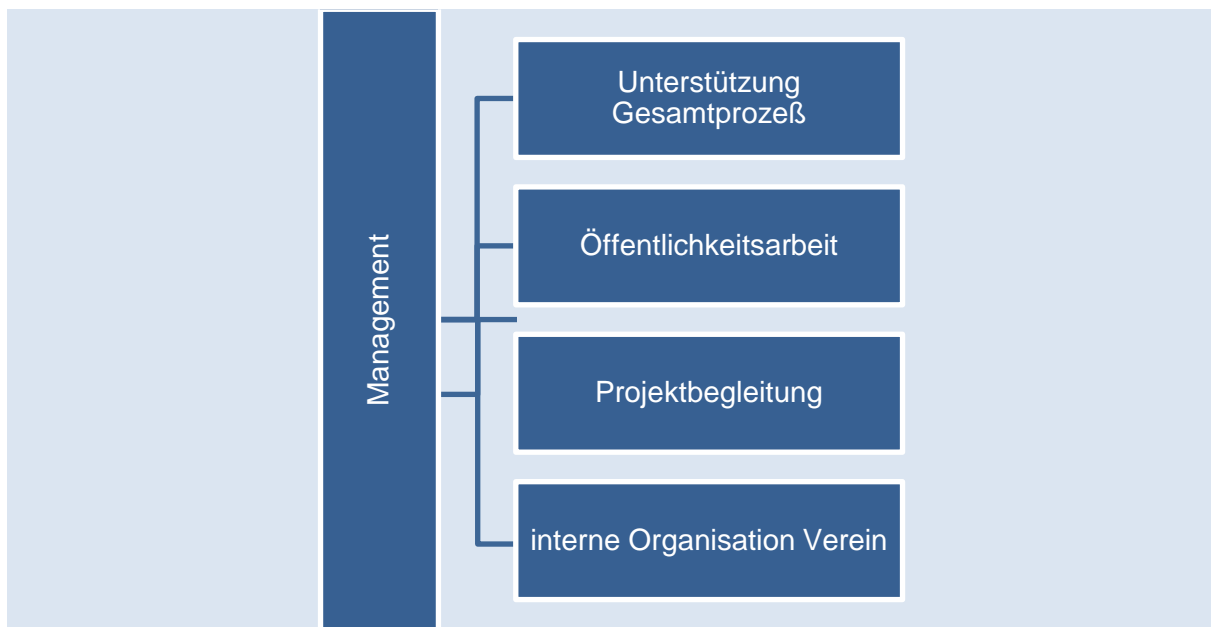 Management
Unterstützung
Gesamtprozeß
Öffentlichkeitsarbeit
Projektbegleitung
interne Organisation Verein